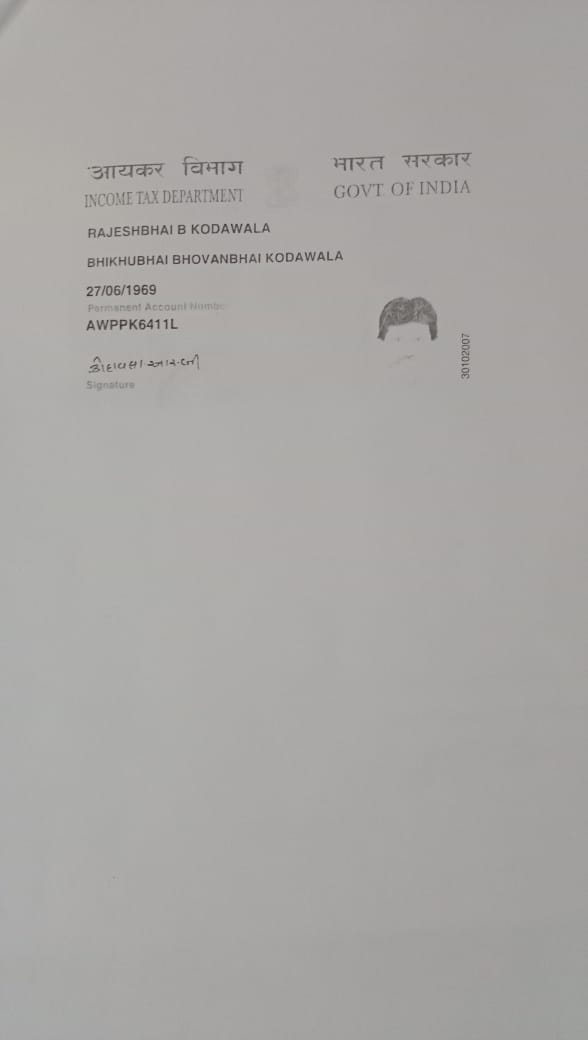 आयकर विभाग
INCOME TAX DEPARTMENT
भारत सरकार
GOVT. OF INDIA
RAJESHBHAI B KODAWALA
BHIKHUBHAI BHOVANBHAI KODAWALA
27/06/1969
Permanent Account Number
AWPPK6411L
Signature
30102007